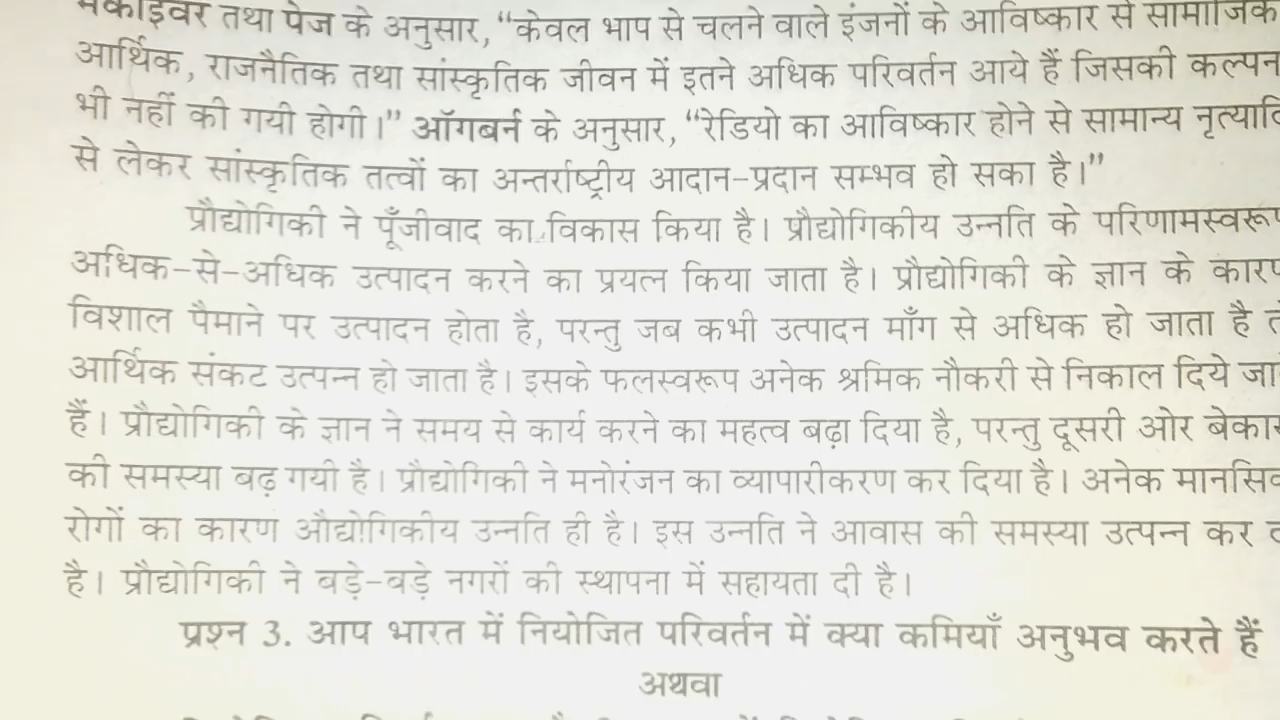 मैकाइवर तथा पेज के अनुसार, “केवल भाप से चलने वाले इंजनों के आविष्कार से सामाजिक
आर्थिक, राजनैतिक तथा सांस्कृतिक जीवन में इतने अधिक परिवर्तन आये हैं जिसकी कल्पन
भी नहीं की गयी होगी।” ऑगबर्न के अनुसार, “रेडियो का आविष्कार होने से सामान्य
से लेकर सांस्कृतिक तत्वों का अन्तर्राष्ट्रीय आदान-प्रदान सम्भव हो सका है।”
प्रौद्योगिकी ने पूँजीवाद का विकास किया है। प्रौद्योगिकीय उन्नति के परिणामस्वरू
अधिक-से-अधिक उत्पादन करने का प्रयत्न किया जाता है। प्रौद्योगिकी के ज्ञान के कारण
विशाल पैमाने पर उत्पादन होता है, परन्तु जब कभी उत्पादन माँग से अधिक हो जाता है
आर्थिक संकट उत्पन्न हो जाता है। इसके फलस्वरूप अनेक श्रमिक नौकरी से निकाल दिये जा
हैं। प्रौद्योगिकी के ज्ञान ने समय से कार्य करने का महत्व बढ़ा दिया है, परन्तु दूसरी ओर
की समस्या बढ़ गयी है। प्रौद्योगिकी ने मनोरंजन का व्यापारीकरण कर दिया है। अनेक
रोगों का कारण औद्योगिकीय उन्नति ही है। इस उन्नति ने आवास की समस्या उत्पन्न कर
है। प्रौद्योगिकी ने बड़े-बड़े नगरों की स्थापना में सहायता दी है।
प्रश्न 3. आप भारत में नियोजित परिवर्तन में क्या कमियाँ अनुभव करते हैं
अथवा